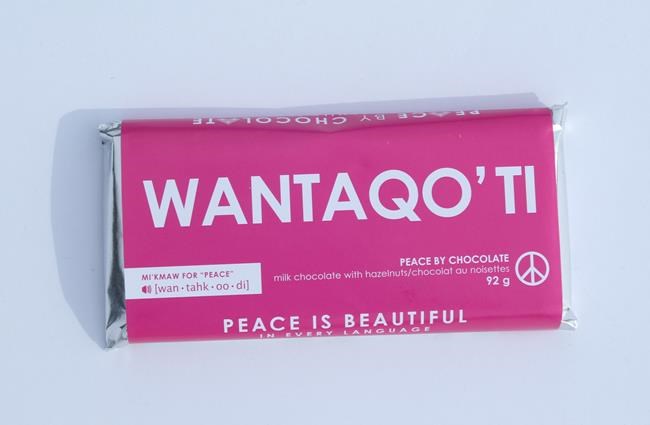 PEACE BY CHOCOLATE
WANTAQO'TI
MI'KMAW FOR "PEACE"
[wan·tahk·oo·di]
PEACE BY CHOCOLATE
milk chocolate with hazelnuts/chocolat au noisettes
92 g
PEACE IS BEAUTIFUL
IN EVERY LANGUAGE